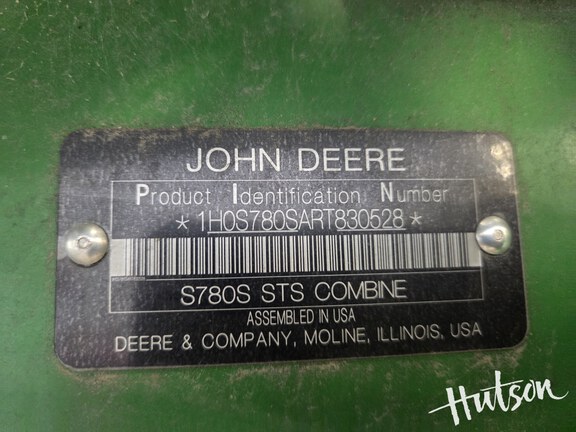 JOHN DEERE
Product Identification Number
*1H0S780SART830528*
S780S STS COMBINE
ASSEMBLED IN USA
DEERE & COMPANY, MOLINE, ILLINOIS, USA
Hutson